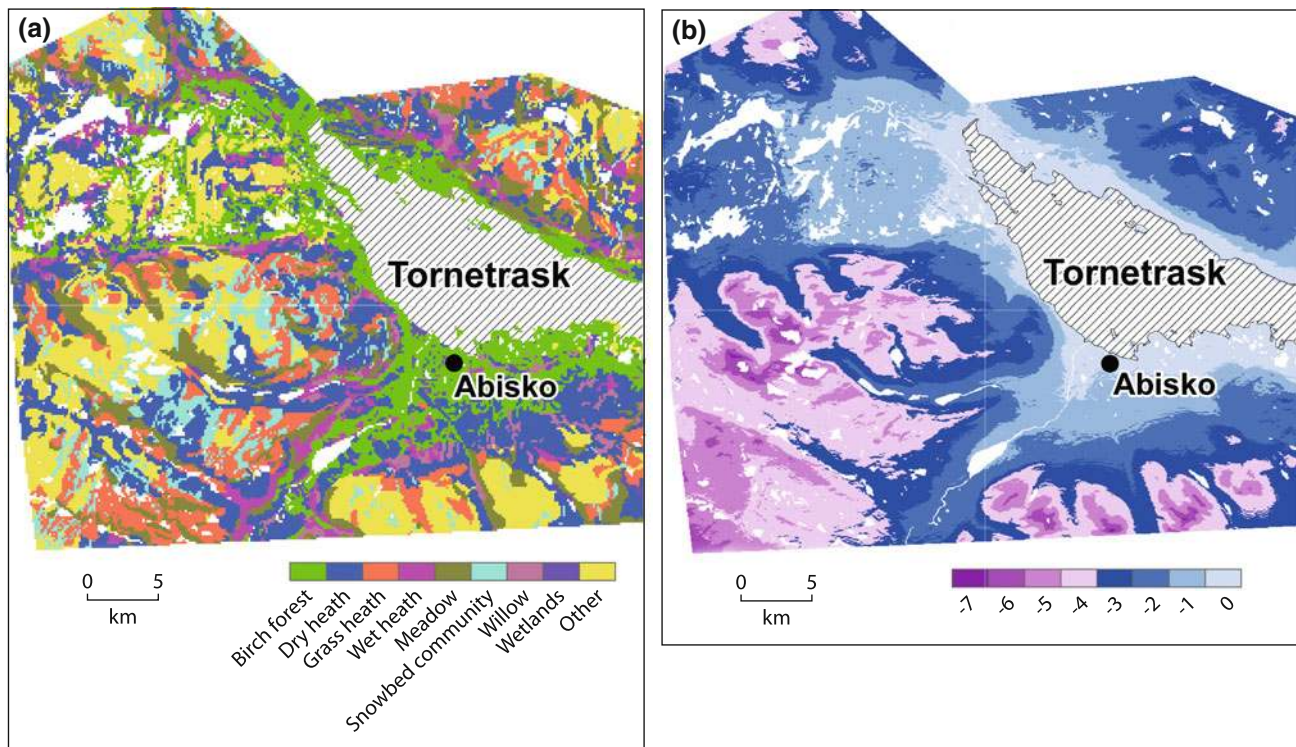 (a)
Tornetrask
Abisko
0 5
km
Birch forest
Dry heath
Grass heath
Wet heath
Meadow
Snowbed community
Willow
Wetlands
Other
(b)
Tornetrask
Abisko
0 5
km
-7
-6
-5
-4
-3
-2
-1
0